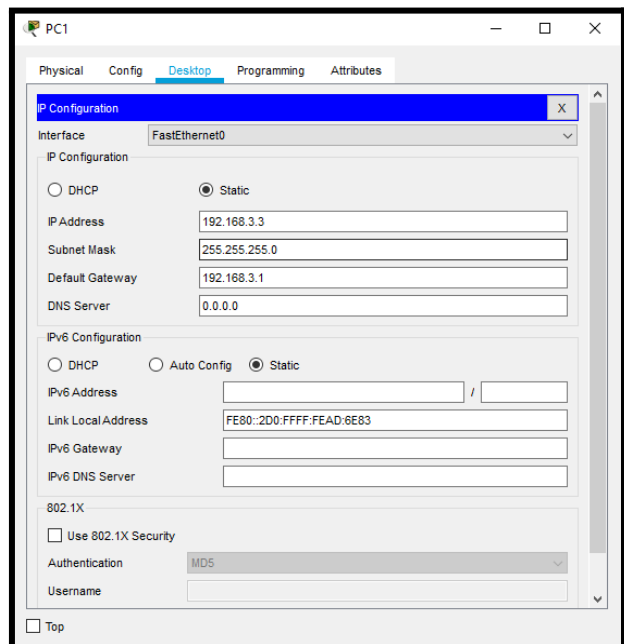 PC1
Physical Config Desktop Programming Attributes
IP Configuration X
Interface FastEthernet0
IP Configuration
DHCP Static
IP Address 192.168.3.3
Subnet Mask 255.255.255.0
Default Gateway 192.168.3.1
DNS Server 0.0.0.0
IPv6 Configuration
DHCP Auto Config Static
IPv6 Address /
Link Local Address FE80::2D0:FFFF:FEAD:6E83
IPv6 Gateway
IPv6 DNS Server
802.1X
Use 802.1X Security
Authentication MD5
Username
Top